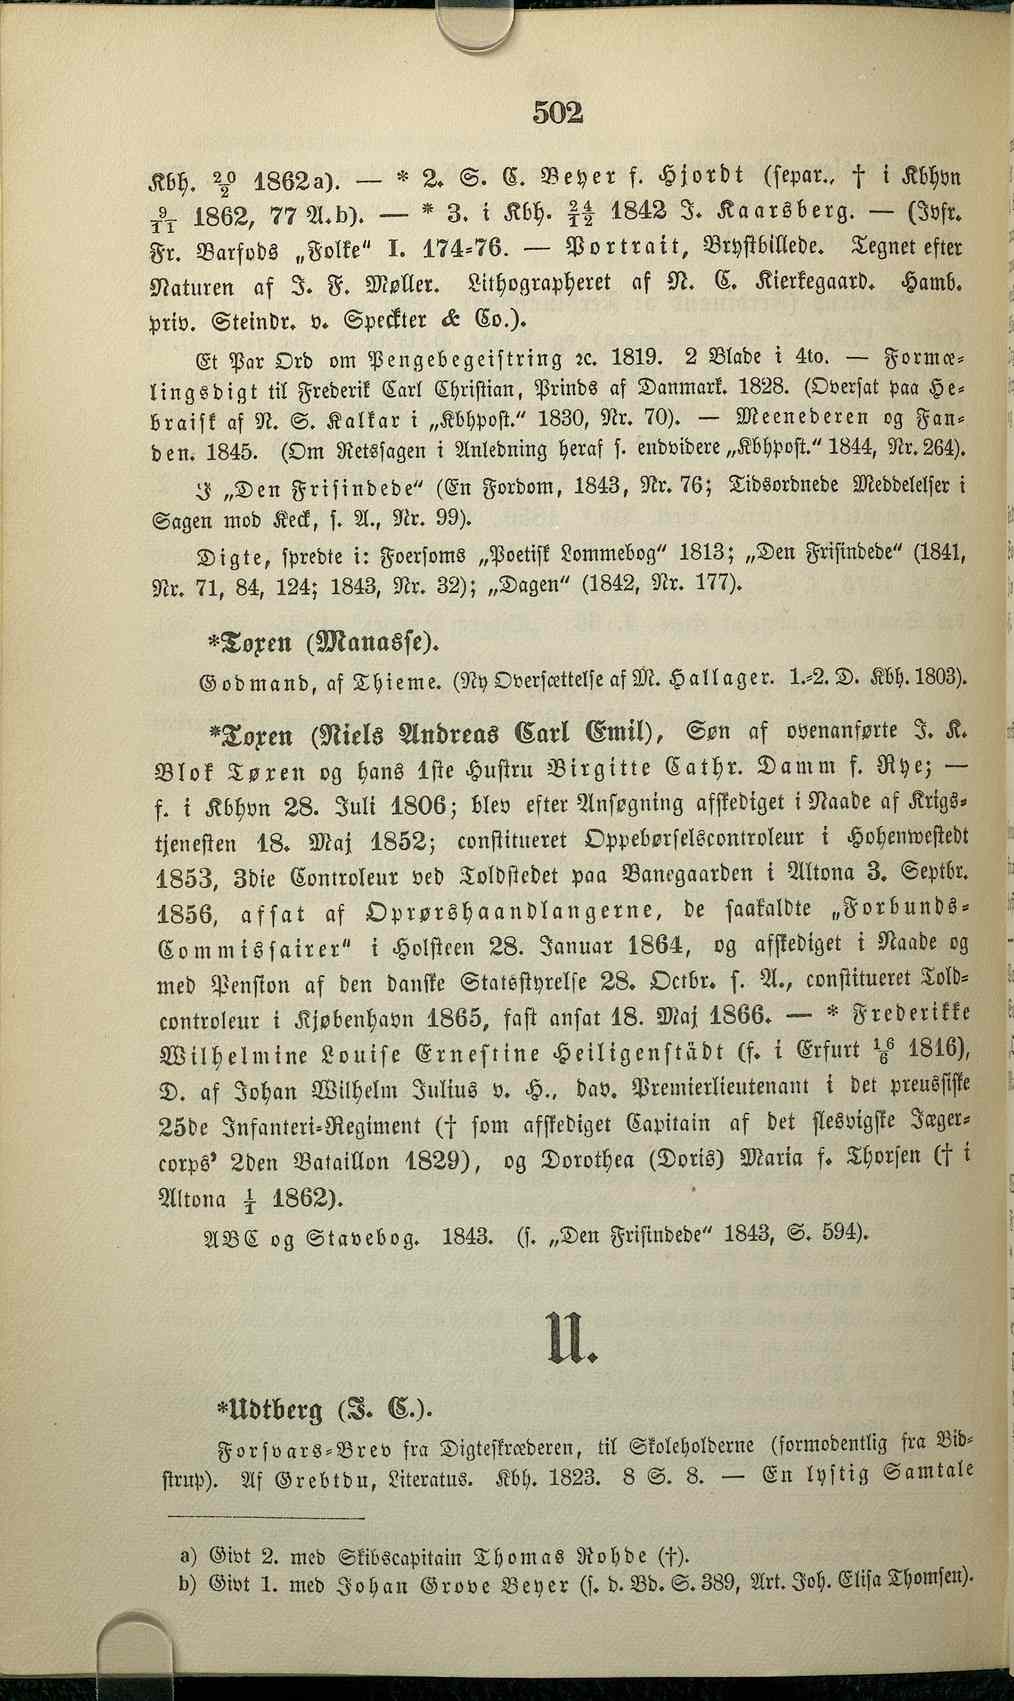 502
Kbh. 20/2 1862 a). — * 2. S. C. Beyer f. Hjordt (separ., † i Kbhvn
9/11 1862, 77 A. b). — * 3. i Kbh. 24/12 1842 J. Kaarsberg. — (Jvfr.
Fr. Barfods „Folke“ I. 174-76. — Portrait, Brystbillede. Tegnet efter
Naturen af J. F. Møller. Lithographeret af N. C. Kierkegaard. Hamb.
priv. Steindr. v. Speckter & Co.).
Et Par Ord om Pengebegeistring ꝛc. 1819. 2 Blade i 4to. — Formæ-
lingsdigt til Frederik Carl Christian, Prinds af Danmark. 1828. (Oversat paa He-
braisk af N. S. Kalkar i „Kbhpost.“ 1830, Nr. 70). — Meenederen og Fan-
den. 1845. (Om Retssagen i Anledning heraf s. endvidere „Kbhpost.“ 1844, Nr. 264).
I „Den Frisindede“ (En Fordom, 1843, Nr. 76; Tidsordnede Meddelelser i
Sagen mod Keck, s. A., Nr. 99).
Digte, spredte i: Foersoms „Poetisk Lommebog“ 1813; „Den Frisindede“ (1841,
Nr. 71, 84, 124; 1843, Nr. 32); „Dagen“ (1842, Nr. 177).
*Toxen (Manasse).
Godmand, af Thieme. (Ny Oversættelse af M. Hallager. 1.-2. D. Kbh. 1803).
*Toxen (Niels Andreas Carl Emil), Søn af ovenanførte J. K.
Blok Tøxen og hans 1ste Hustru Birgitte Cathr. Damm f. Rye; —
f. i Kbhvn 28. Juli 1806; blev efter Ansøgning afskediget i Naade af Krigs-
tjenesten 18. Maj 1852; constitueret Oppebørselscontroleur i Hohenwestedt
1853, 3die Controleur ved Toldstedet paa Banegaarden i Altona 3. Septbr.
1856, afsat af Oprørshaandlangerne, de saakaldte „Forbunds-
Commissairer“ i Holsteen 28. Januar 1864, og afskediget i Naade og
med Pension af den danske Statsstyrelse 28. Octbr. s. A., constitueret Told-
controleur i Kjøbenhavn 1865, fast ansat 18. Maj 1866. — * Frederikke
Wilhelmine Louise Ernestine Heiligenstädt (f. i Erfurt 16/6 1816),
D. af Johan Wilhelm Julius v. H., dav. Premierlieutenant i det preussiske
25de Infanteri-Regiment († som afskediget Capitain af det slesvigske Jæger-
corps’ 2den Bataillon 1829), og Dorothea (Doris) Maria f. Thorsen († i
Altona 1/1 1862).
ABC og Stavebog. 1843. (s. „Den Frisindede“ 1843, S. 594).
U.
*Udtberg (J. C.).
Forsvars-Brev fra Digteskræderen, til Skoleholderne (formodentlig fra Bid-
strup). Af Grebtdu, Literatus. Kbh. 1823. 8 S. 8. — En lystig Samtale
a) Givt 2. med Skibscapitain Thomas Rohde (†).
b) Givt 1. med Johan Grove Beyer (s. d. Bd. S. 389, Art. Joh. Elisa Thomsen).